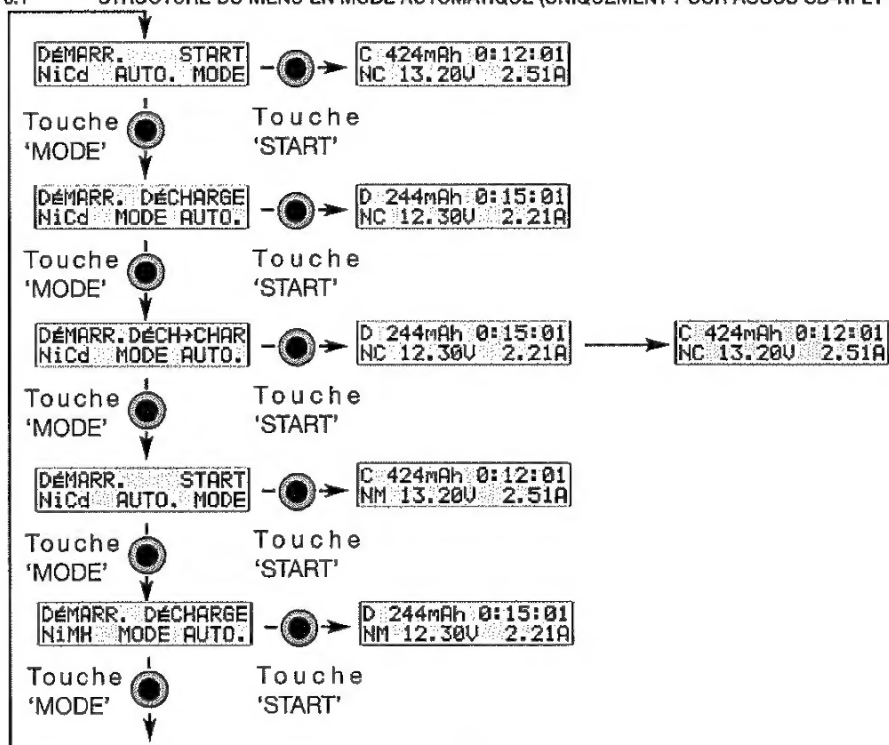 STRUCTURE DU MENU EN MODE AUTOMATIQUE (UNIQUEMENT POUR ACCUS
DÉMARR. START
NiCd AUTO. MODE
C 424mAh 0:12:01
NC 13.20V 2.51A
Touche
'MODE'
Touche
'START'
DÉMARR. DÉCHARGE
NiCd MODE AUTO.
D 244mAh 0:15:01
NC 12.30V 2.21A
Touche
'MODE'
Touche
'START'
DÉMARR.DÉCH→CHAR
NiCd MODE AUTO.
D 244mAh 0:15:01
NC 12.30V 2.21A
C 424mAh 0:12:01
NC 13.20V 2.51A
Touche
'MODE'
Touche
'START'
DÉMARR. START
NiCd AUTO. MODE
C 424mAh 0:12:01
NM 13.20V 2.51A
Touche
'MODE'
Touche
'START'
DÉMARR. DÉCHARGE
NiMH MODE AUTO.
D 244mAh 0:15:01
NM 12.30V 2.21A
Touche
'MODE'
Touche
'START'